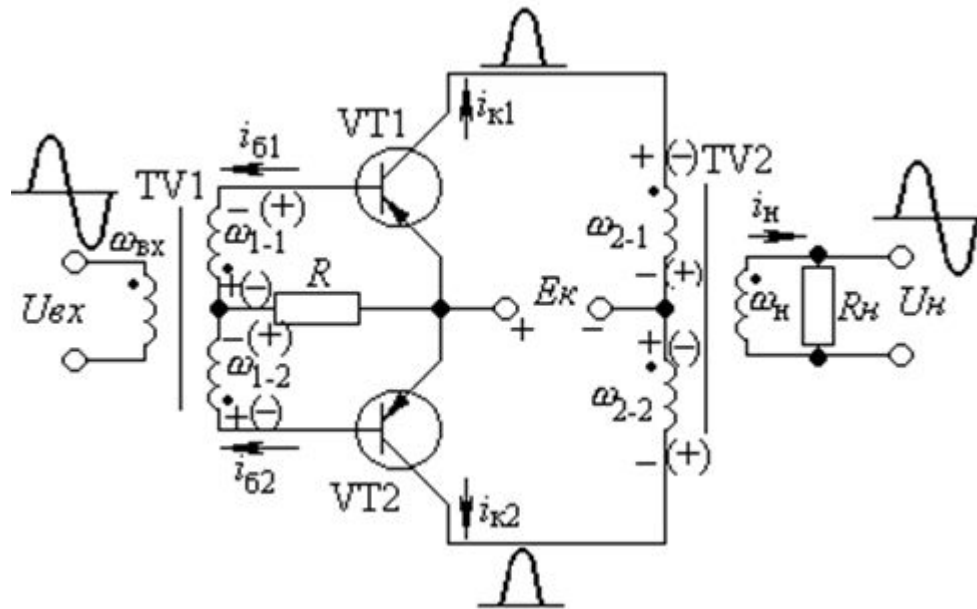 VT1
iк1
iб1
TV1
+ (-) TV2
- (+)
iн
ωвх
ω1-1
ω2-1
+ (-)
R
- (+)
Uвх
Eк
+
-
ωн
Rн
Uн
- (+)
ω1-2
+ (-)
ω2-2
+ (-)
- (+)
iб2
VT2
iк2